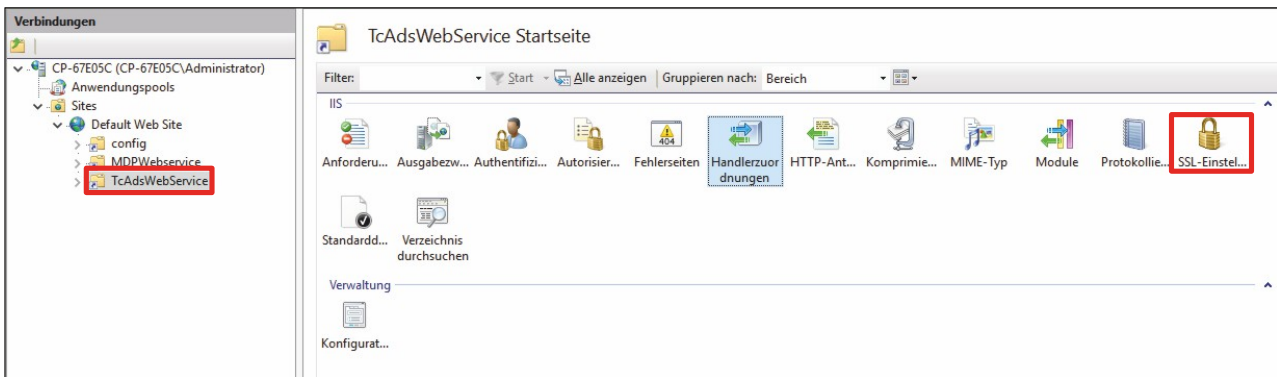 Verbindungen
CP-67E05C (CP-67E05C\Administrator)
Anwendungspools
Sites
Default Web Site
config
MDPWebservice
TcAdsWebService
TcAdsWebService Startseite
Filter: Start Alle anzeigen Gruppieren nach: Bereich
IIS
404
Anforderu... Ausgabezw... Authentifizi... Autorisier... Fehlerseiten Handlerzuor HTTP-Ant... Komprimie... MIME-Typ Module Protokollie... SSL-Einstel...
dnungen
Standardd... Verzeichnis
durchsuchen
Verwaltung
Konfigurat...